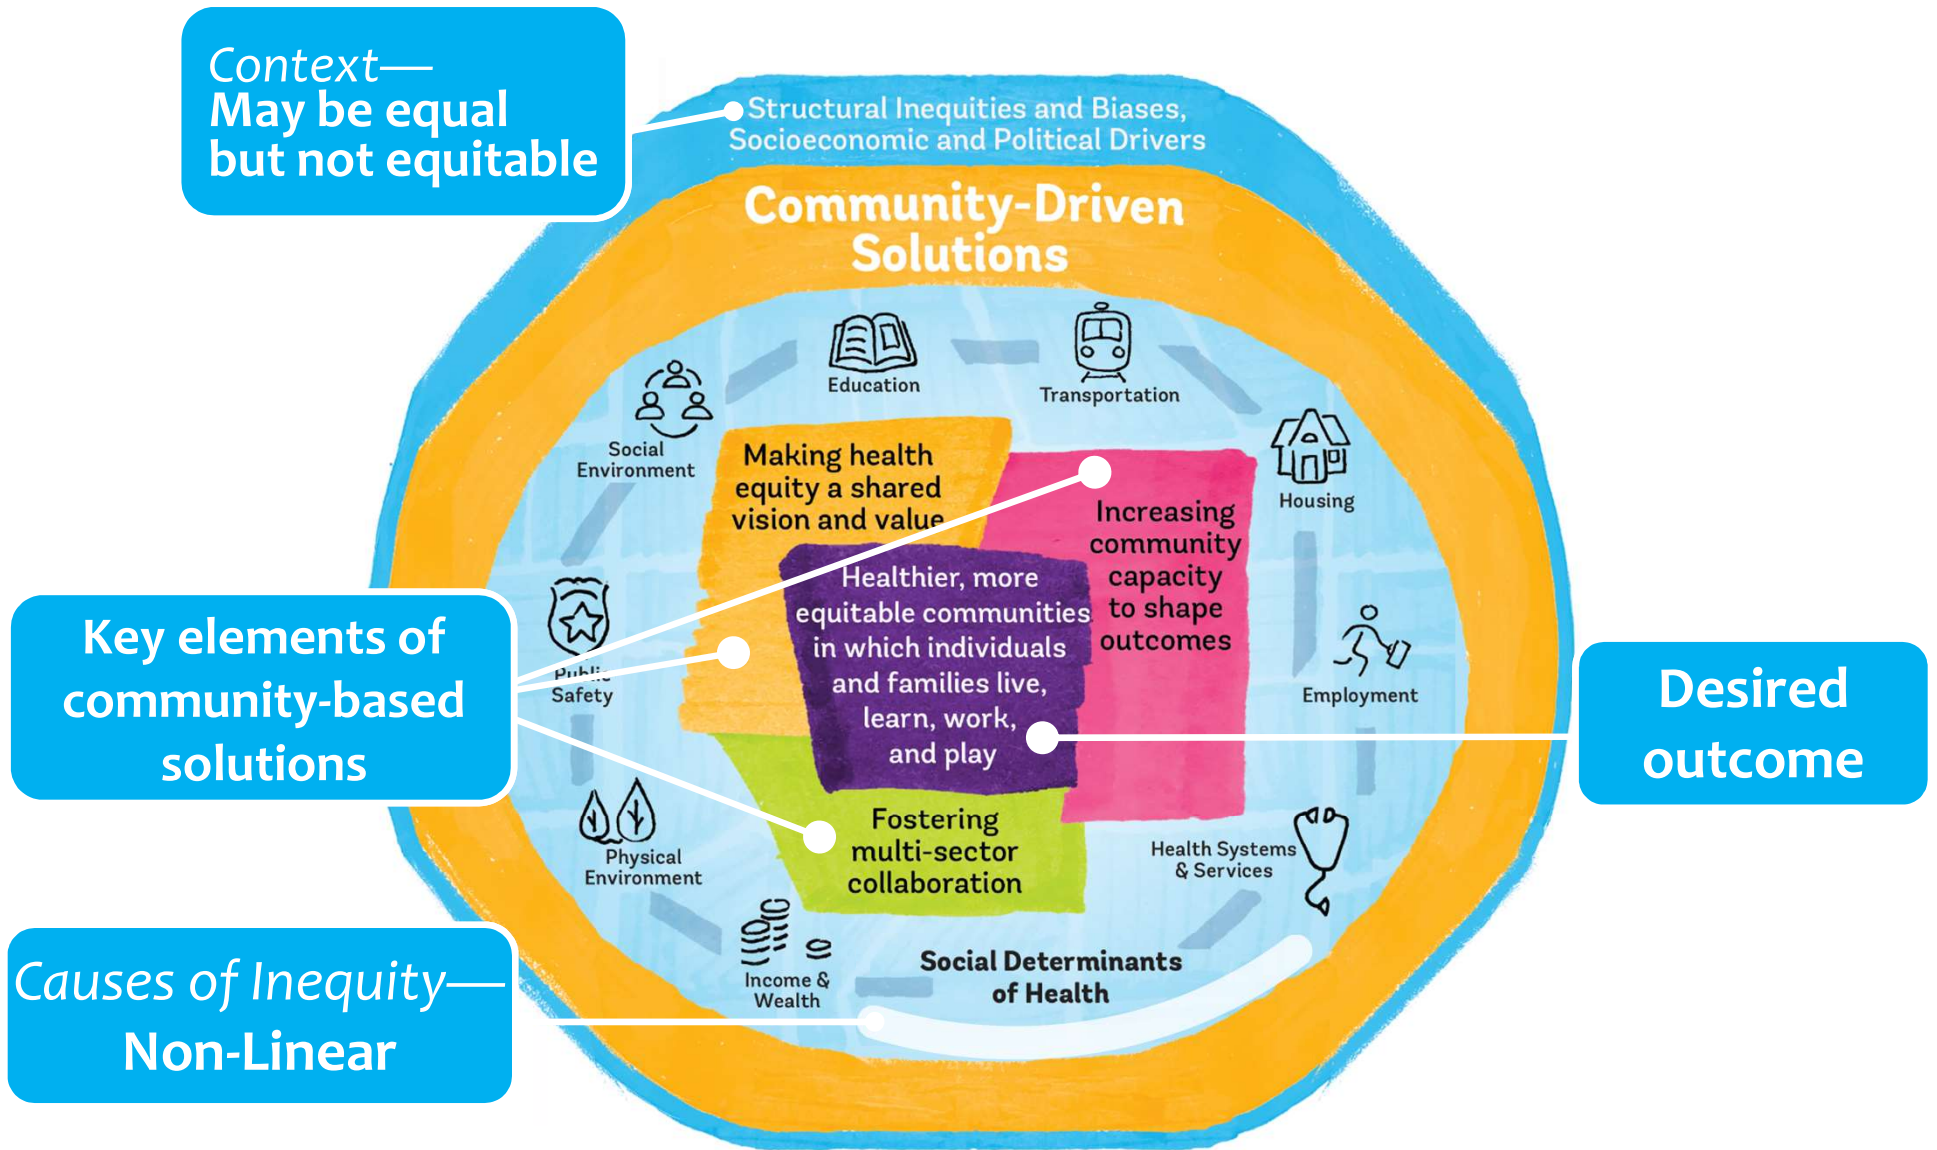 Context—
May be equal
but not equitable
Structural Inequities and Biases,
Socioeconomic and Political Drivers
Community-Driven
Solutions
Education
Transportation
Social
Environment
Housing
Making health
equity a shared
vision and value
Increasing
community
capacity
to shape
outcomes
Healthier, more
equitable communities
in which individuals
and families live,
learn, work,
and play
Key elements of
community-based
solutions
Public
Safety
Employment
Desired
outcome
Physical
Environment
Fostering
multi-sector
collaboration
Health Systems
& Services
Income &
Wealth
Social Determinants
of Health
Causes of Inequity—
Non-Linear